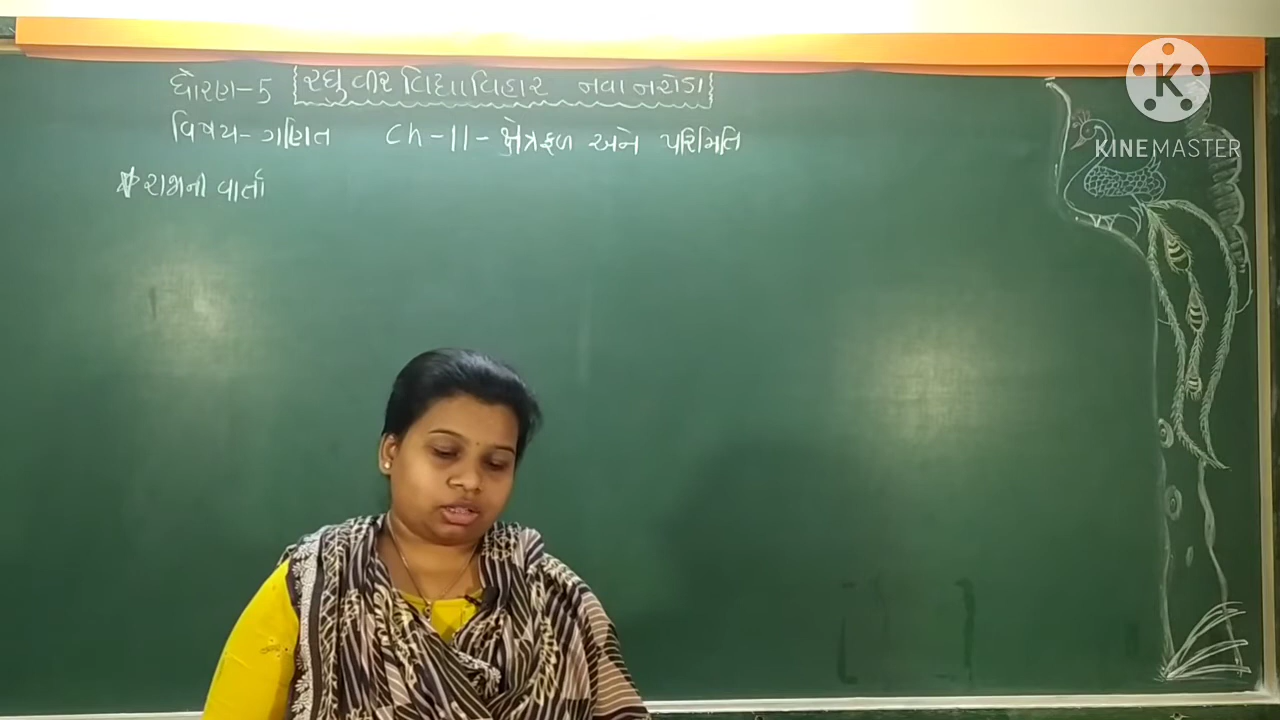 ધોરણ-5 {રઘુવીર વિદ્યાવિહાર નવા નરોડા}
વિષય-ગણિત Ch-11-ક્ષેત્રફળ અને પરિમિતિ
* રાજાની વાર્તા
K
KINEMASTER